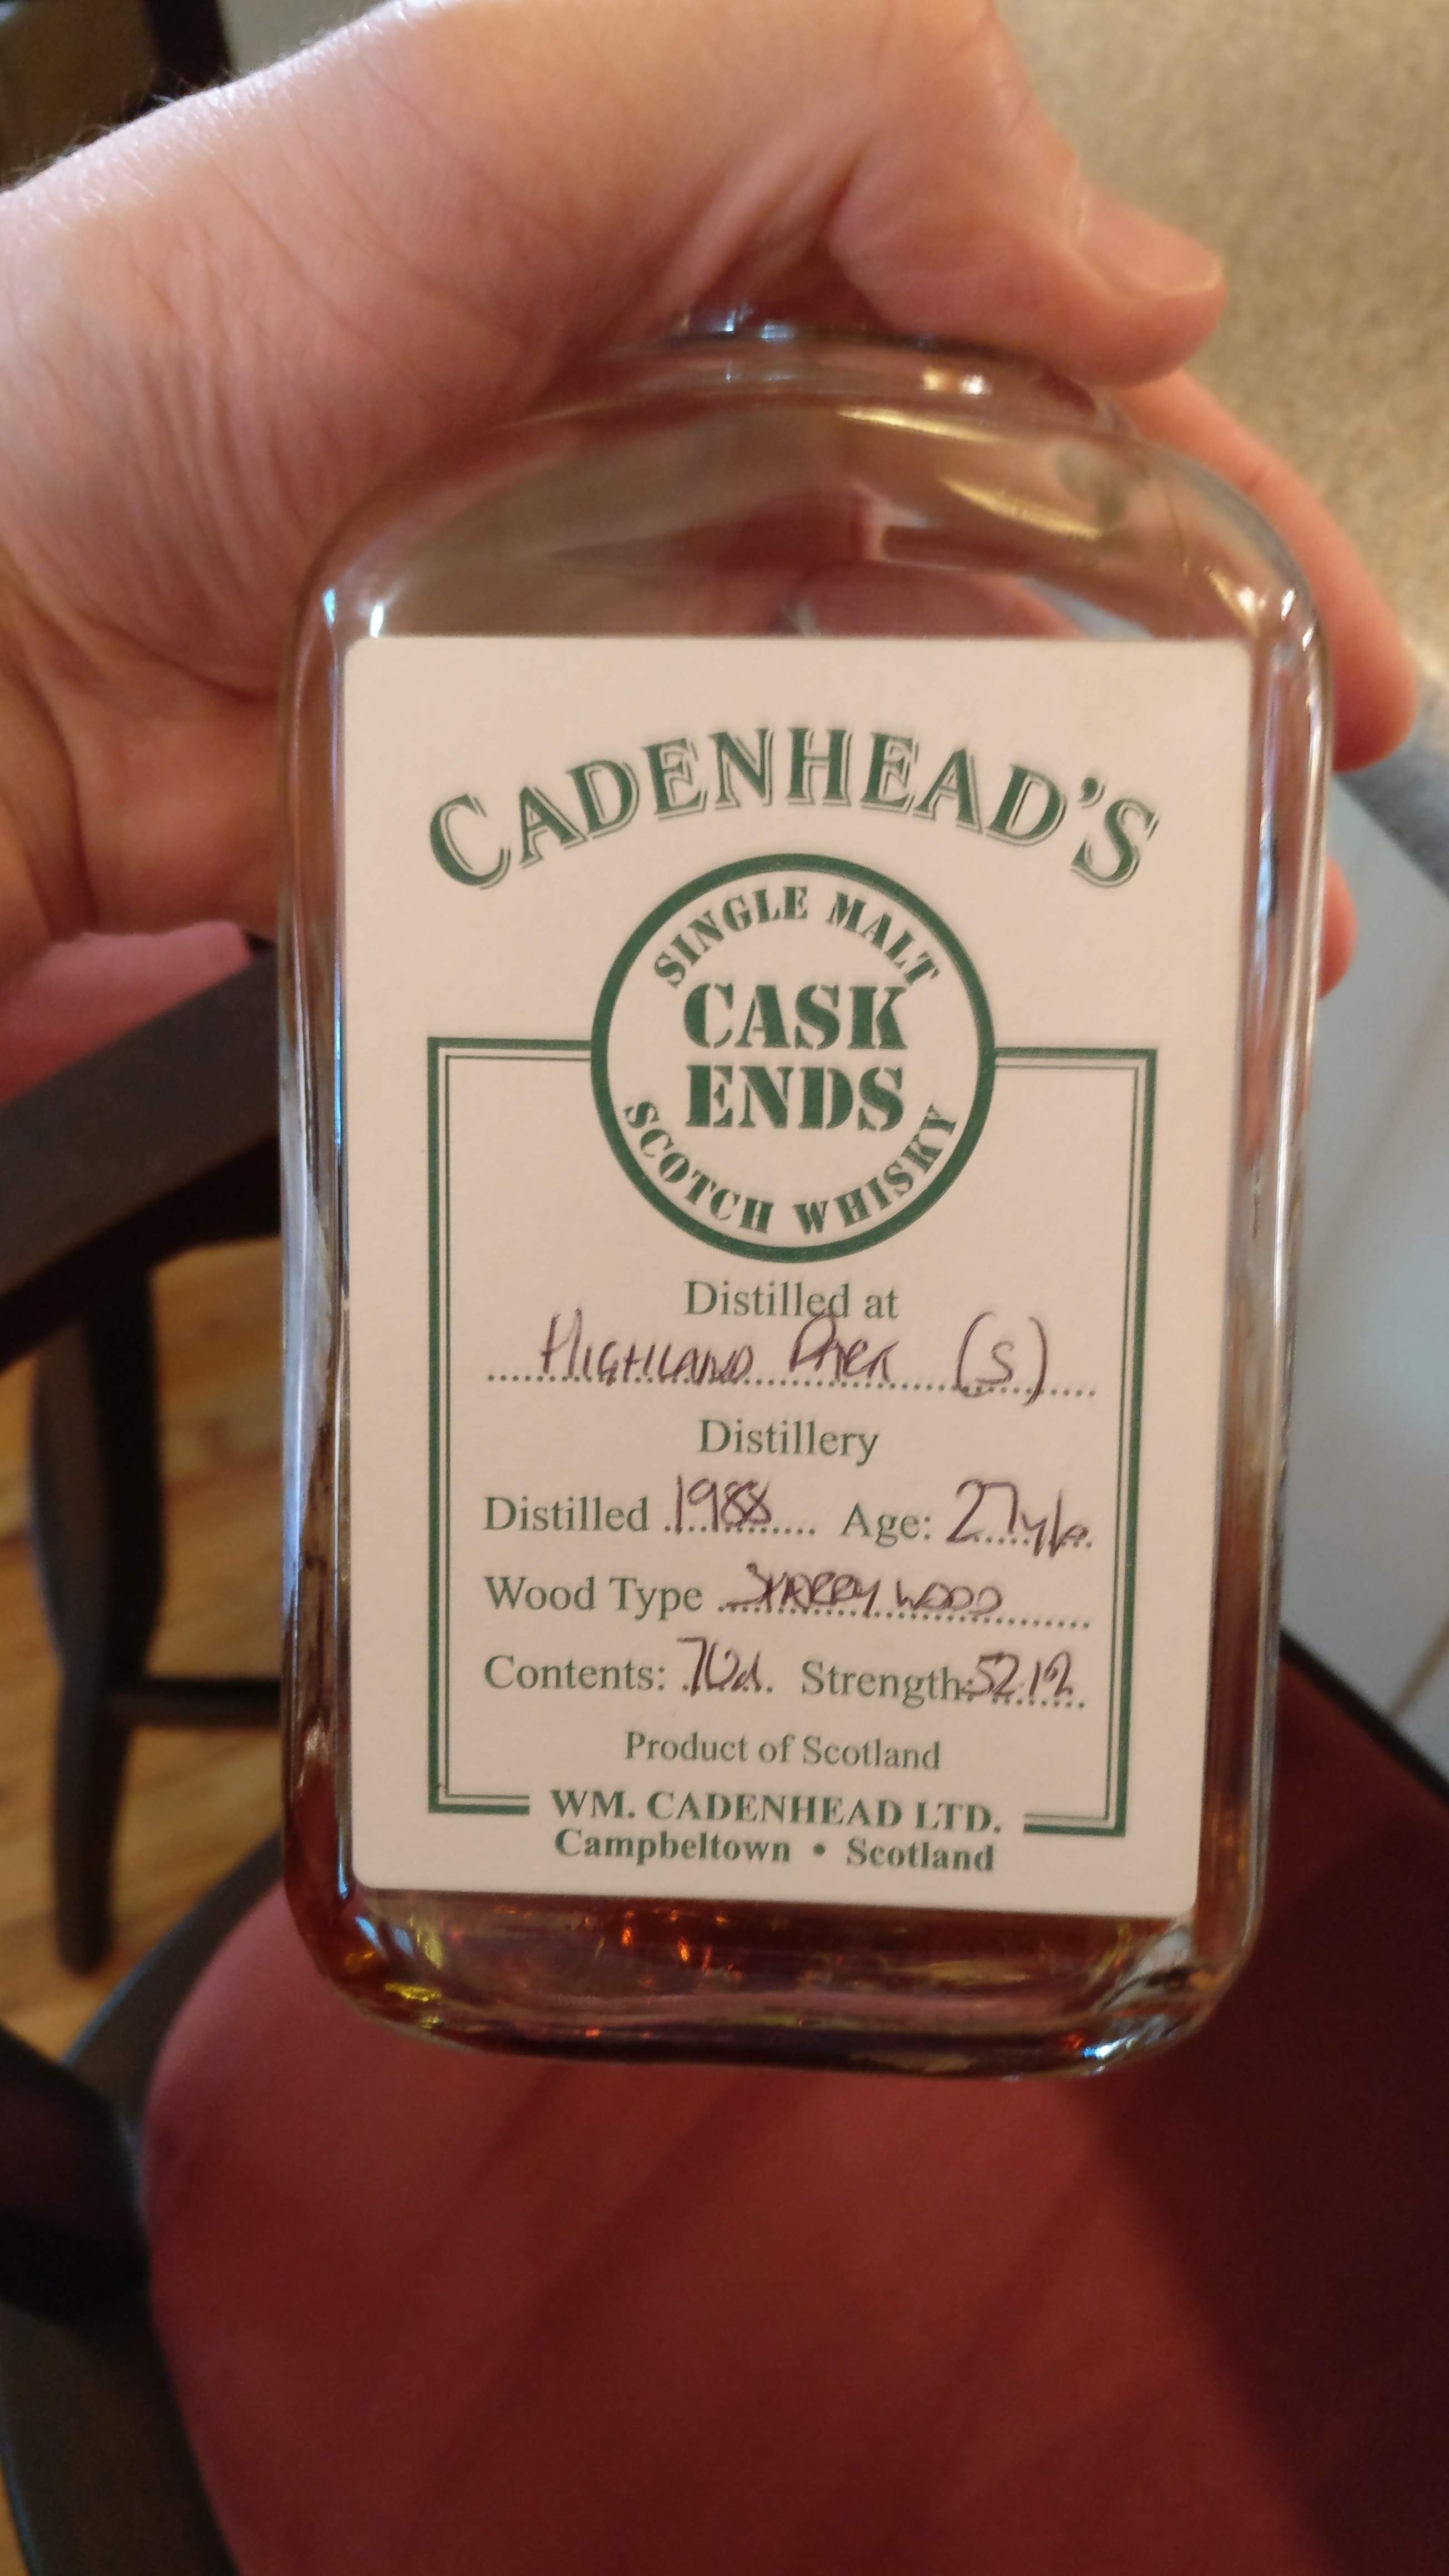 CADENHEAD'S
SINGLE MALT
CASK
ENDS
SCOTCH WHISKY
Distilled at
HIGHLAND PARK (S)
Distillery
Distilled 1988 Age: 27y/o
Wood Type SHERRY WOOD
Contents: 70cl. Strength: 52.1%
Product of Scotland
WM. CADENHEAD LTD.
Campbeltown • Scotland